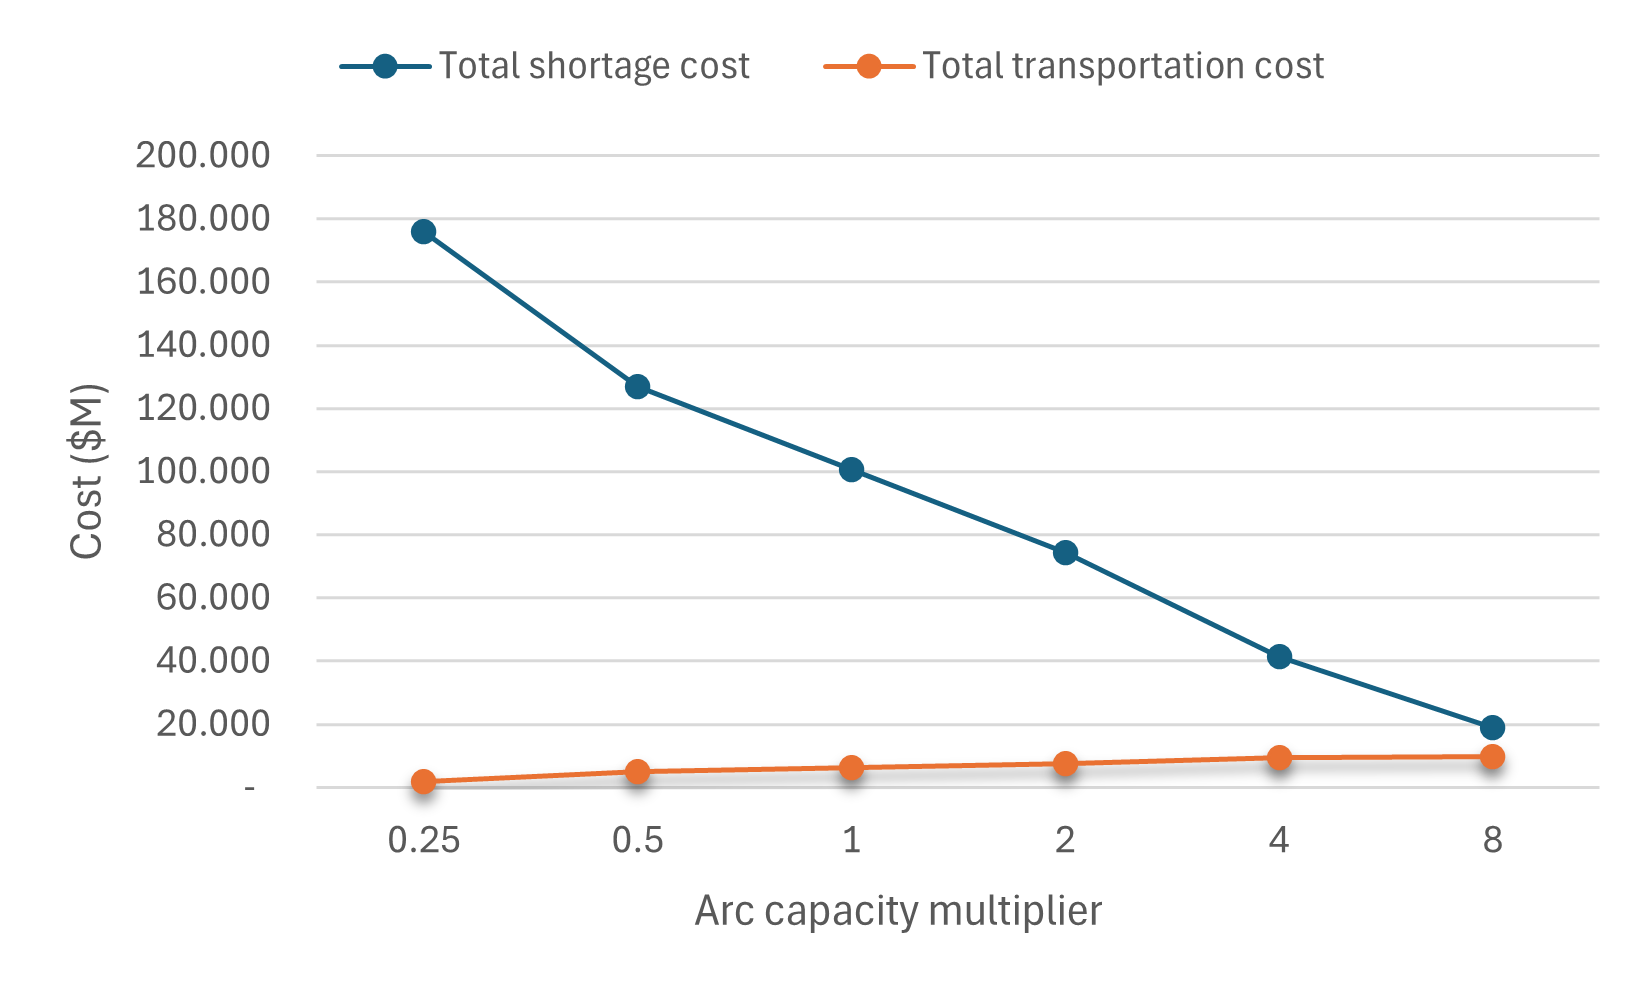 Total shortage cost Total transportation cost
200.000
180.000
160.000
140.000
120.000
100.000
80.000
60.000
40.000
20.000
-
Cost ($M)
0.25 0.5 1 2 4 8
Arc capacity multiplier